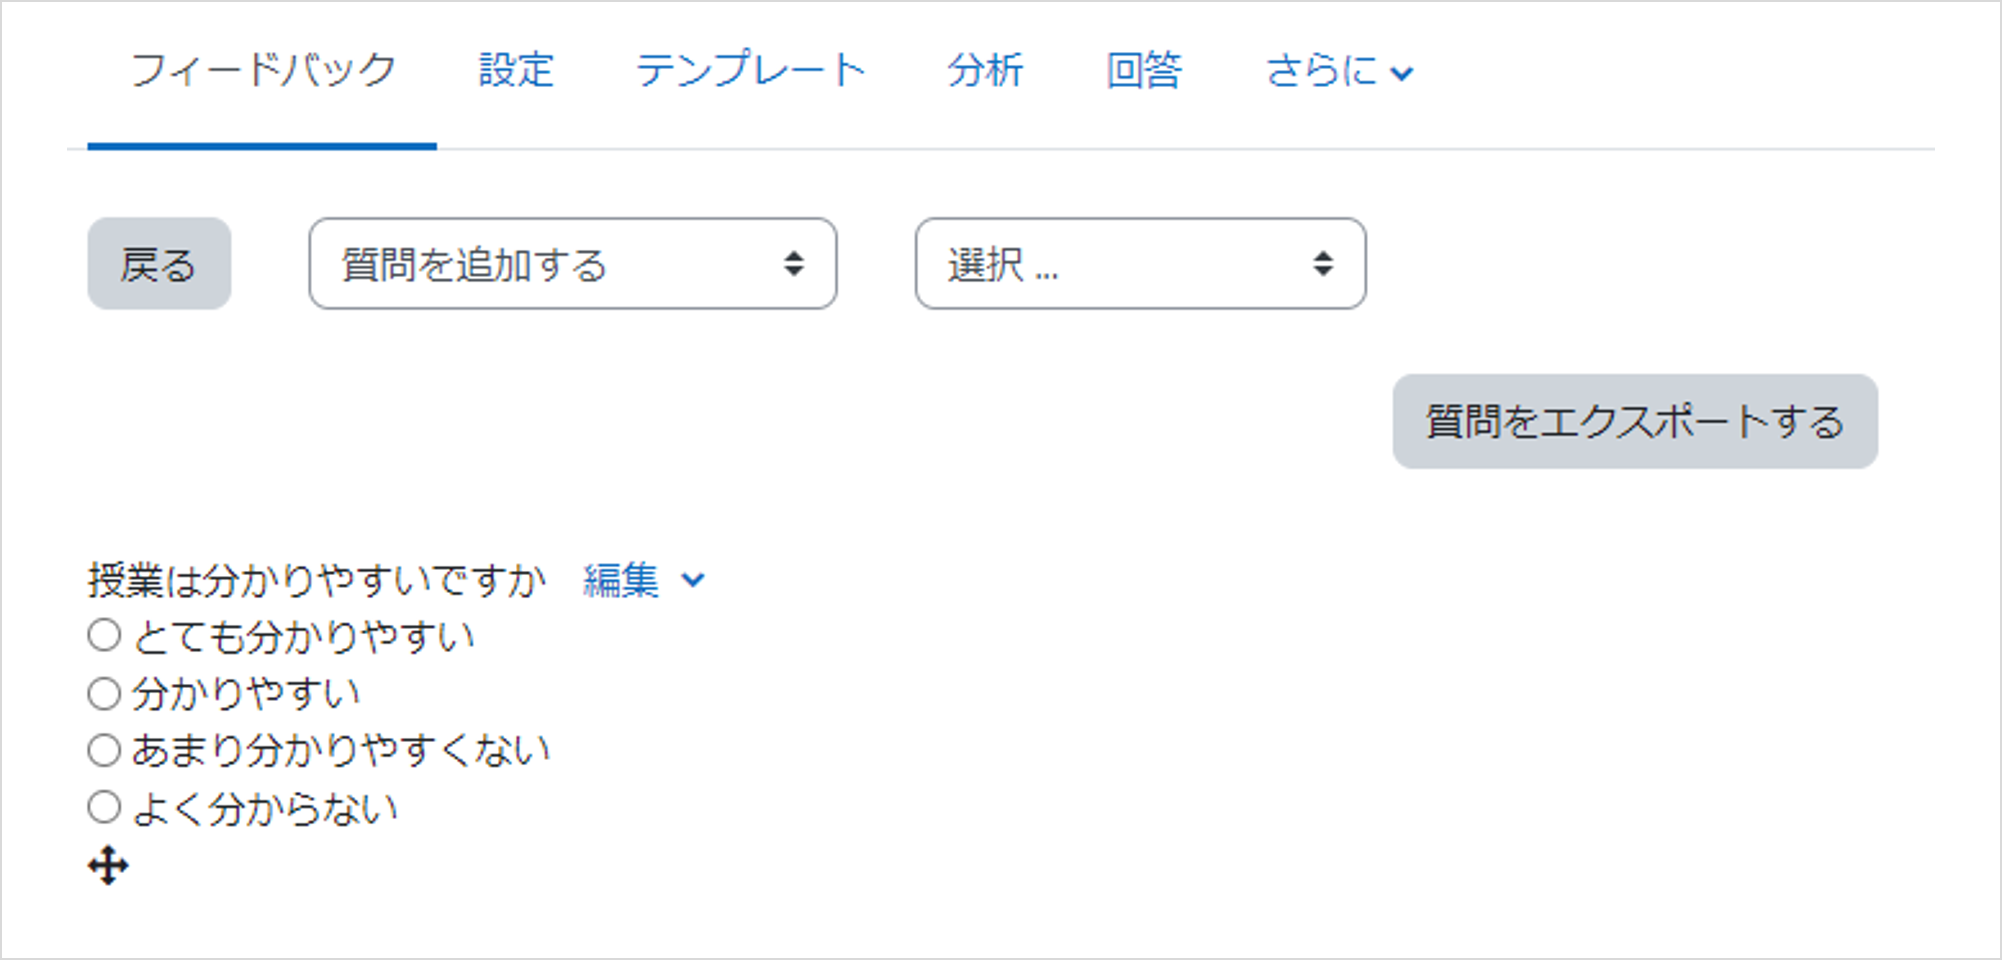 フィードバック 設定 テンプレート 分析 回答 さらに
戻る 質問を追加する 選択 ...
質問をエクスポートする
授業は分かりやすいですか 編集
とても分かりやすい
分かりやすい
あまり分かりやすくない
よく分からない